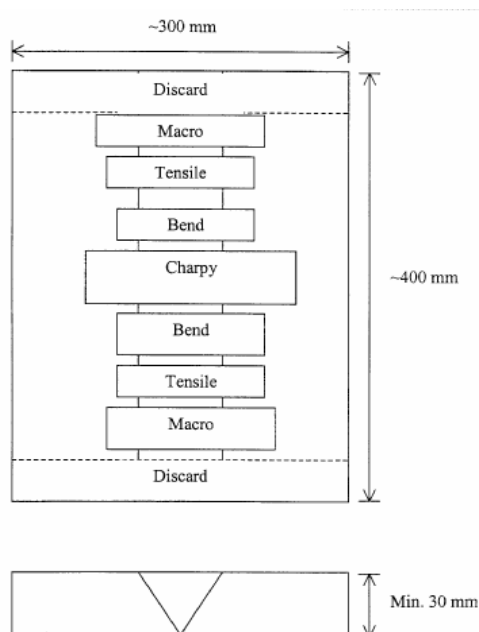 ~300 mm
Discard
Macro
Tensile
Bend
Charpy
~400 mm
Bend
Tensile
Macro
Discard
Min. 30 mm